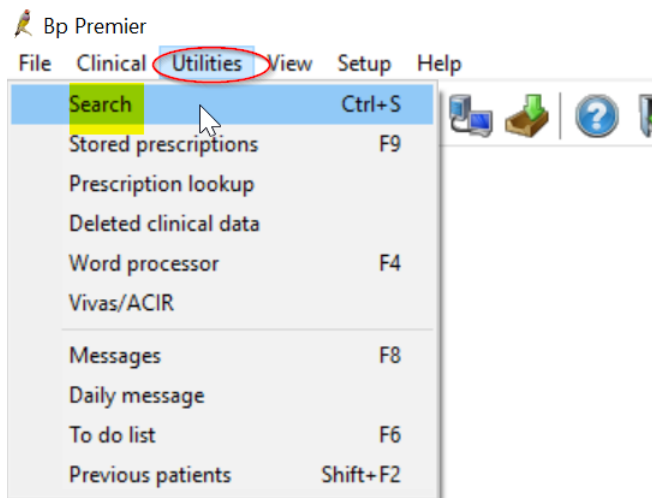 Bp Premier
File Clinical Utilities View Setup Help
Search Ctrl+S
Stored prescriptions F9
Prescription lookup
Deleted clinical data
Word processor F4
Vivas/ACIR
Messages F8
Daily message
To do list F6
Previous patients Shift+F2